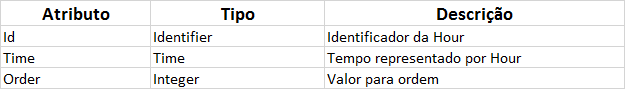 Atributo Tipo Descrição
Id Identifier Identificador da Hour
Time Time Tempo representado por Hour
Order Integer Valor para ordem